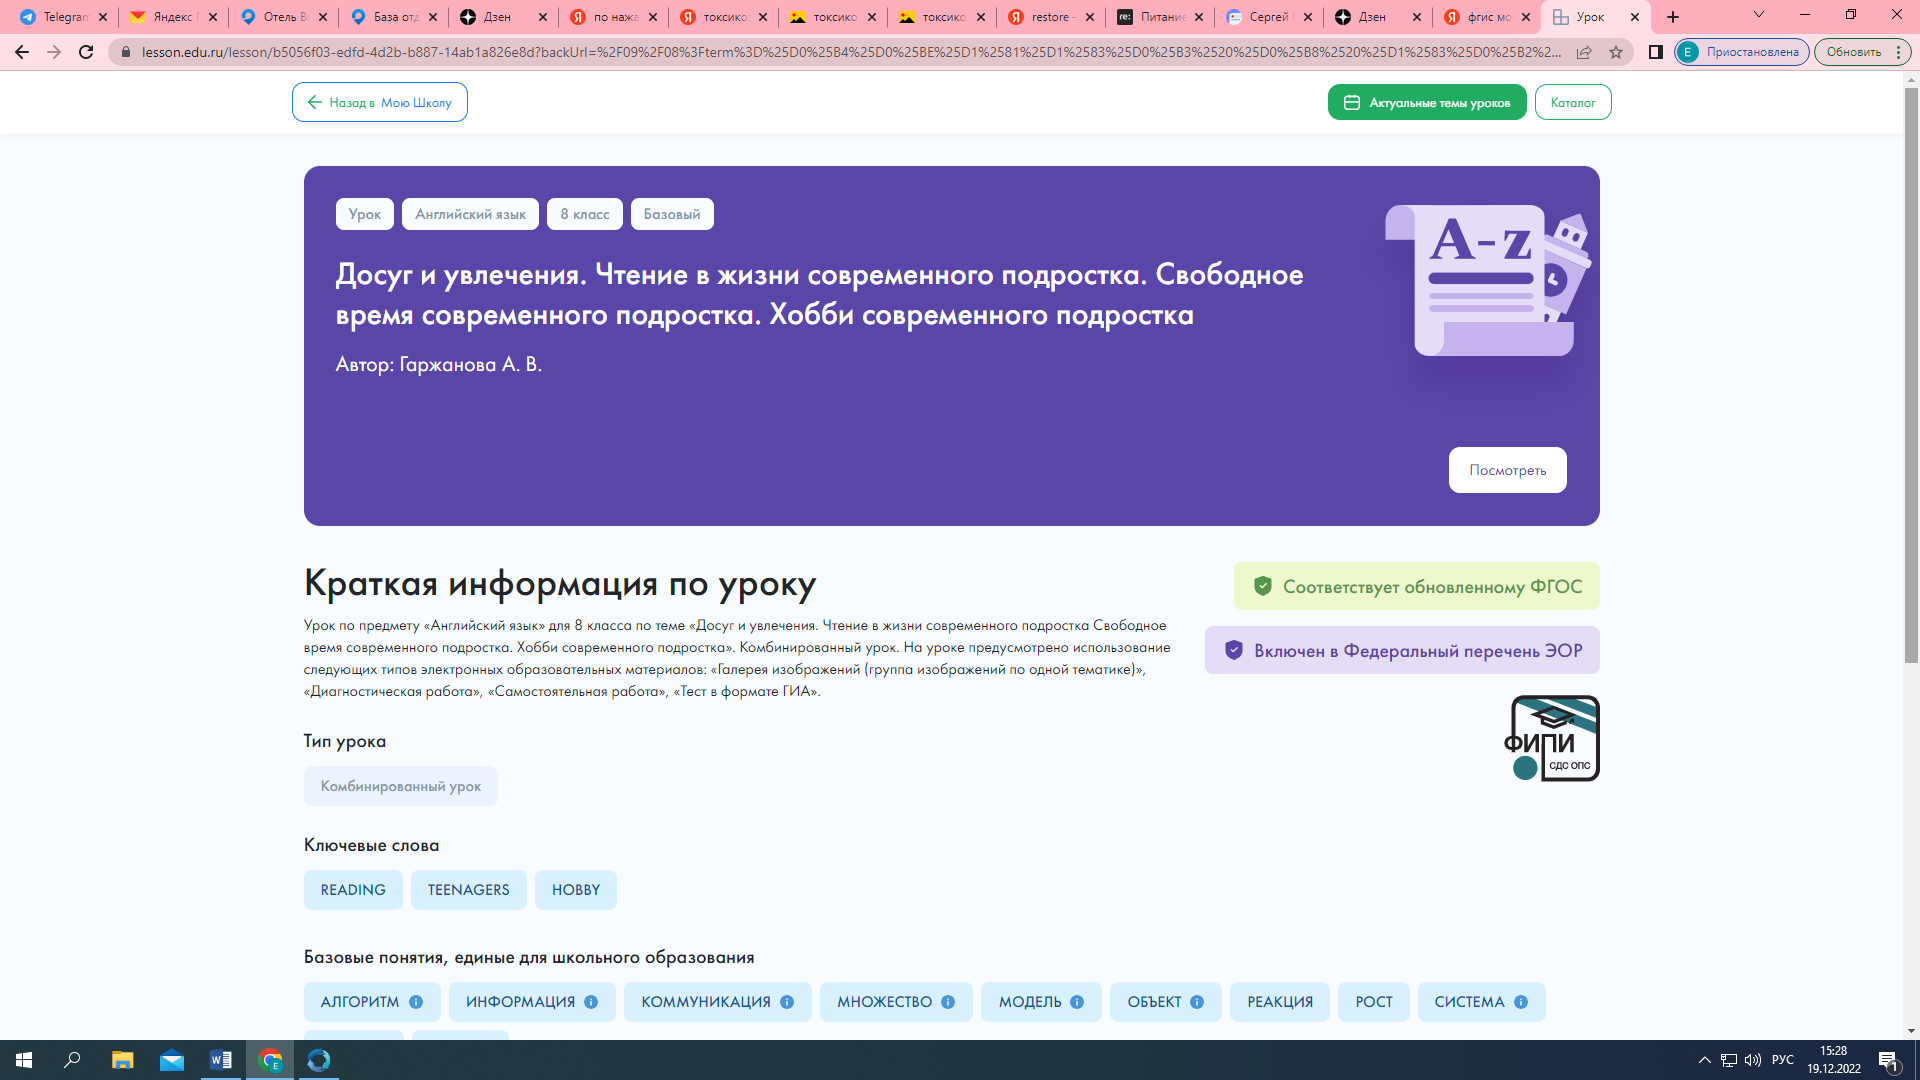 Telegram
Яндекс
Отель В
База отд
Дзен
по нажа
токсико
токсико
токсико
restore -
Питание
Сергей
Дзен
фгис мо
Урок
lesson.edu.ru/lesson/b5056f03-edfd-4d2b-b887-14ab1a826e8d?backUrl=%2F09%2F08%3Fterm%3D%25D0%25B4%25D0%25BE%25D1%2581%25D1%2583%25D0%25B3%2520%25D0%25B8%2520%25D1%2583%25D0%25B2%2...
E Приостановлена
Обновить
Назад в Мою Школу
Актуальные темы уроков
Каталог
Урок
Английский язык
8 класс
Базовый
A-z
Досуг и увлечения. Чтение в жизни современного подростка. Свободное
время современного подростка. Хобби современного подростка
Автор: Гаржанова А. В.
Посмотреть
Краткая информация по уроку
Соответствует обновленному ФГОС
Урок по предмету «Английский язык» для 8 класса по теме «Досуг и увлечения. Чтение в жизни современного подростка Свободное
время современного подростка. Хобби современного подростка». Комбинированный урок. На уроке предусмотрено использование
следующих типов электронных образовательных материалов: «Галерея изображений (группа изображений по одной тематике)»,
«Диагностическая работа», «Самостоятельная работа», «Тест в формате ГИА».
Включен в Федеральный перечень ЭОР
ФИПИ
СДС ОПС
Тип урока
Комбинированный урок
Ключевые слова
READING
TEENAGERS
HOBBY
Базовые понятия, единые для школьного образования
АЛГОРИТМ
ИНФОРМАЦИЯ
КОММУНИКАЦИЯ
МНОЖЕСТВО
МОДЕЛЬ
ОБЪЕКТ
РЕАКЦИЯ
РОСТ
СИСТЕМА
РУС
15:28
19.12.2022
1